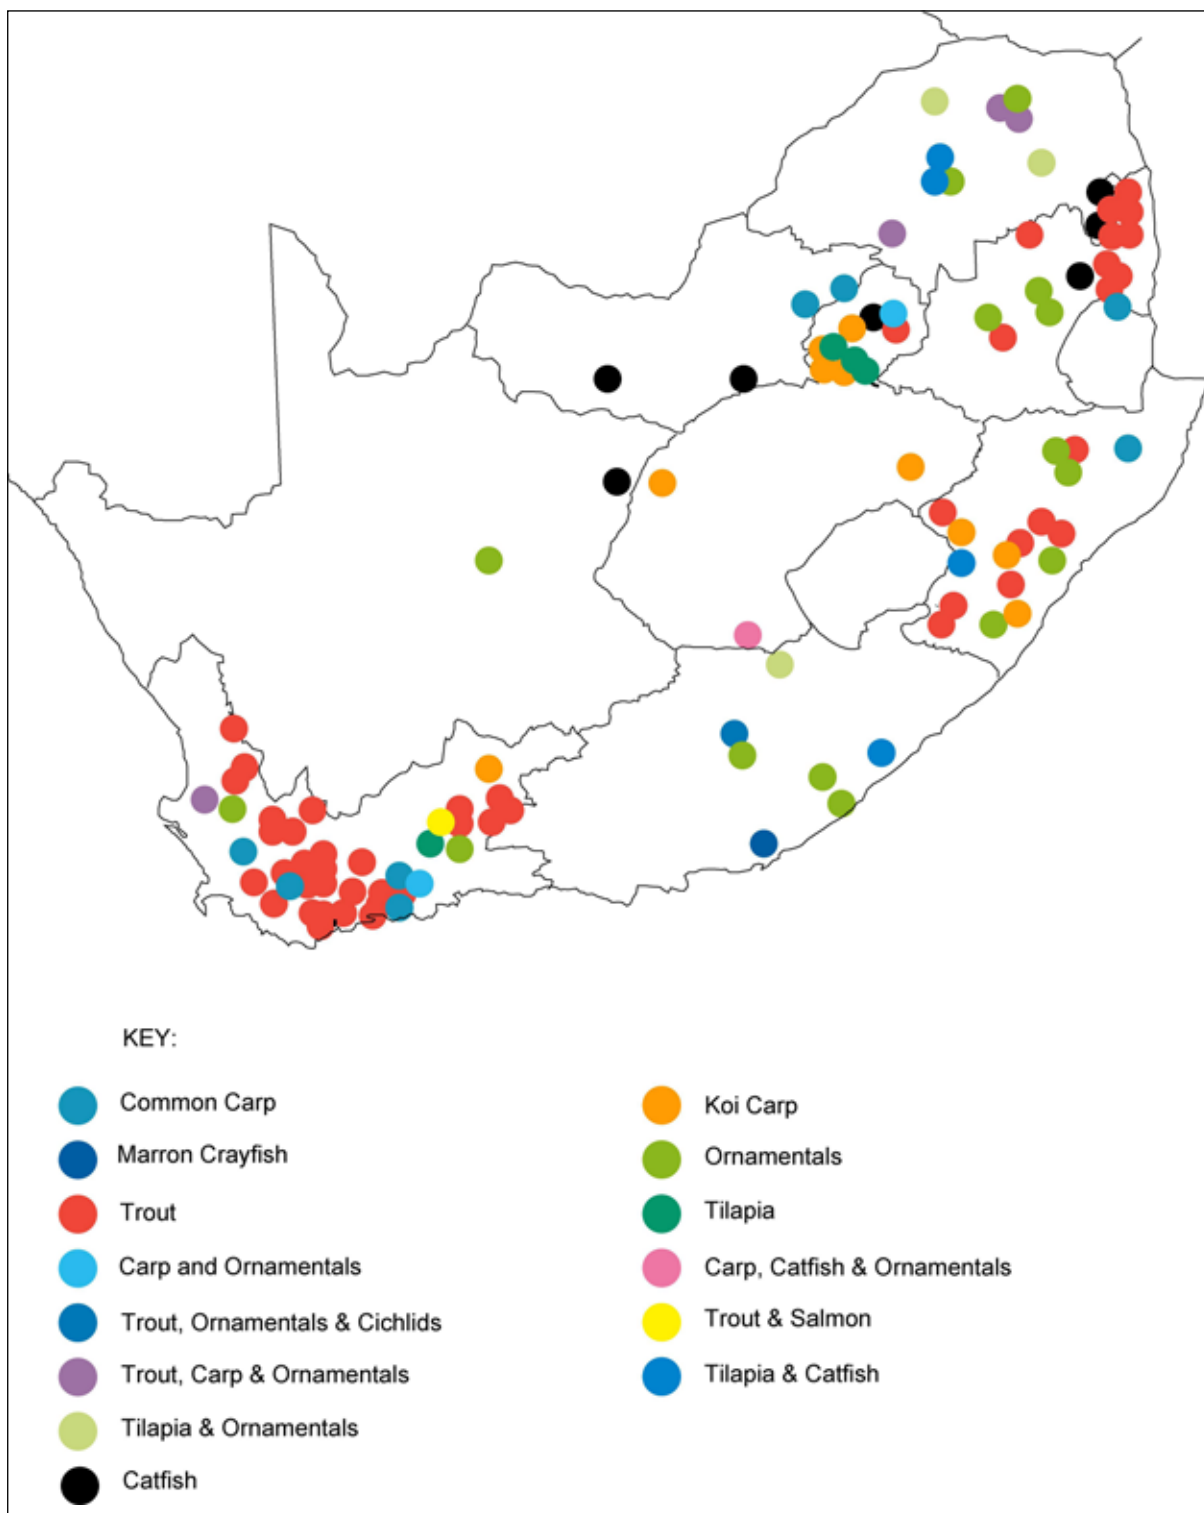 KEY:
Common Carp
Marron Crayfish
Trout
Carp and Ornamentals
Trout, Ornamentals & Cichlids
Trout, Carp & Ornamentals
Tilapia & Ornamentals
Catfish
Koi Carp
Ornamentals
Tilapia
Carp, Catfish & Ornamentals
Trout & Salmon
Tilapia & Catfish